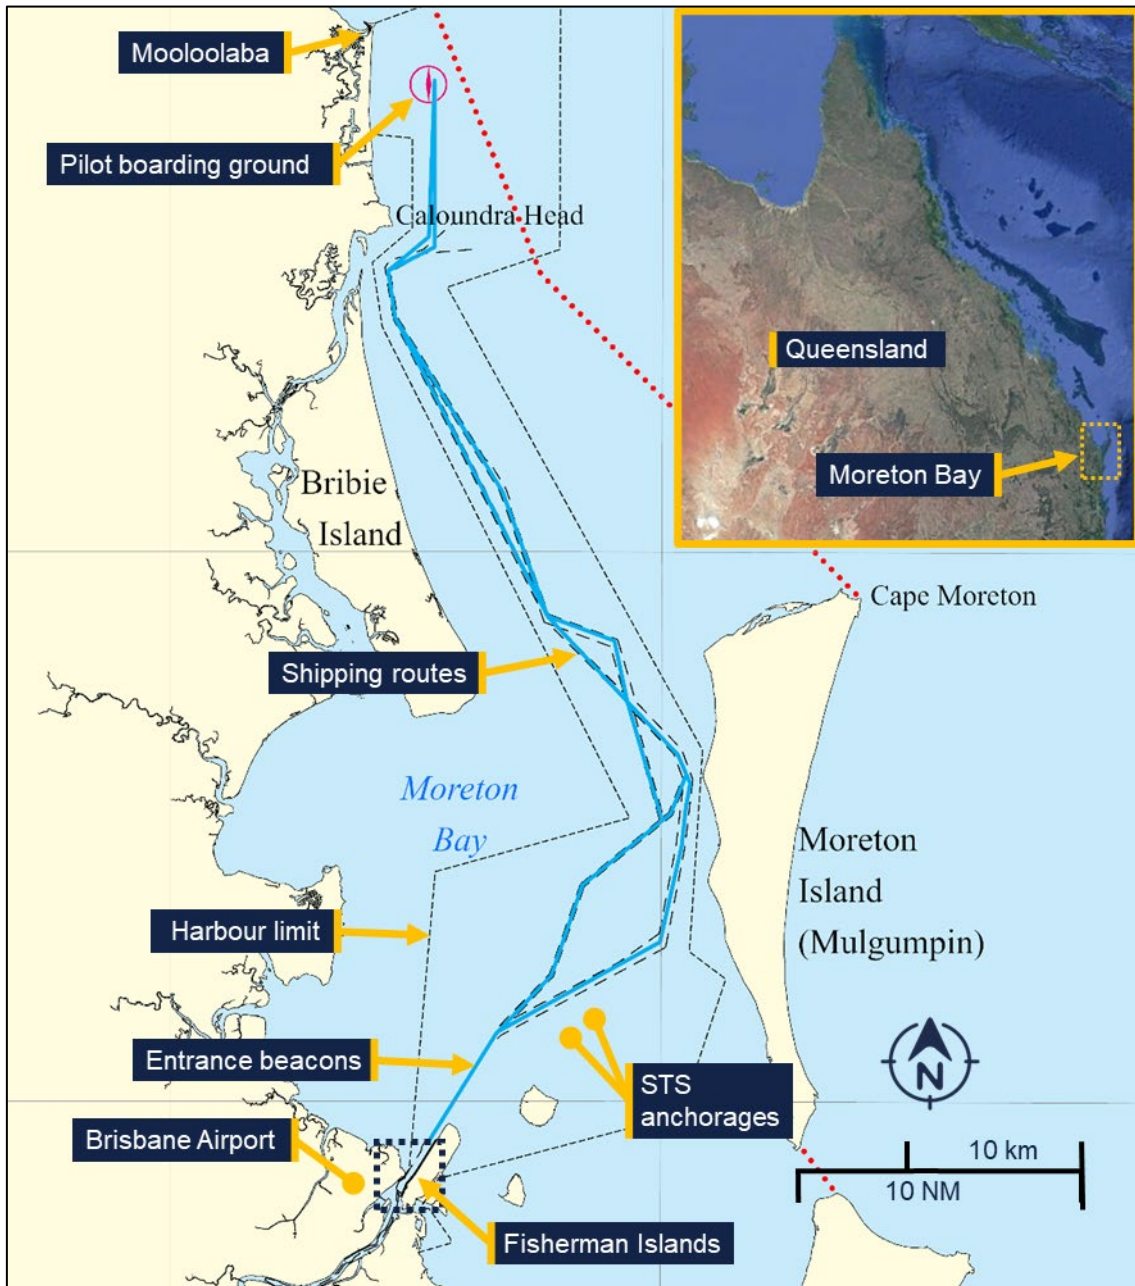 Mooloolaba
Pilot boarding ground
Caloundra Head
Queensland
Moreton Bay
Bribie
Island
Cape Moreton
Shipping routes
Moreton
Bay
Moreton
Island
(Mulgumpin)
Harbour limit
Entrance beacons
STS
anchorages
N
Brisbane Airport
10 km
10 NM
Fisherman Islands